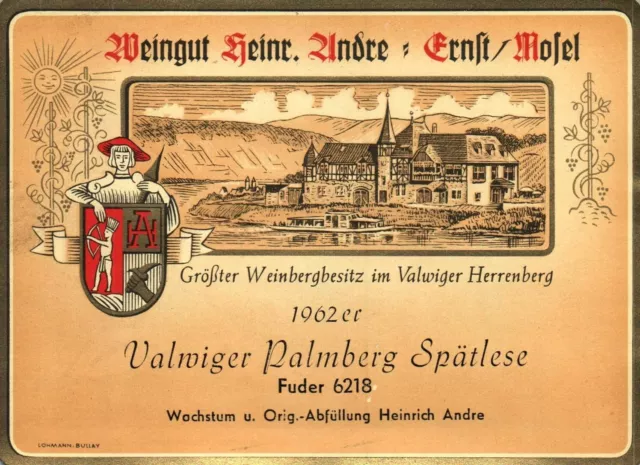 Weingut Heinr. Andre = Ernst/Mosel
HA
Größter Weinbergbesitz im Valwiger Herrenberg
1962er
Valwiger Palmberg Spätlese
Fuder 6218
Wachstum u. Orig.-Abfüllung Heinrich Andre
LOHMANN-BULLAY